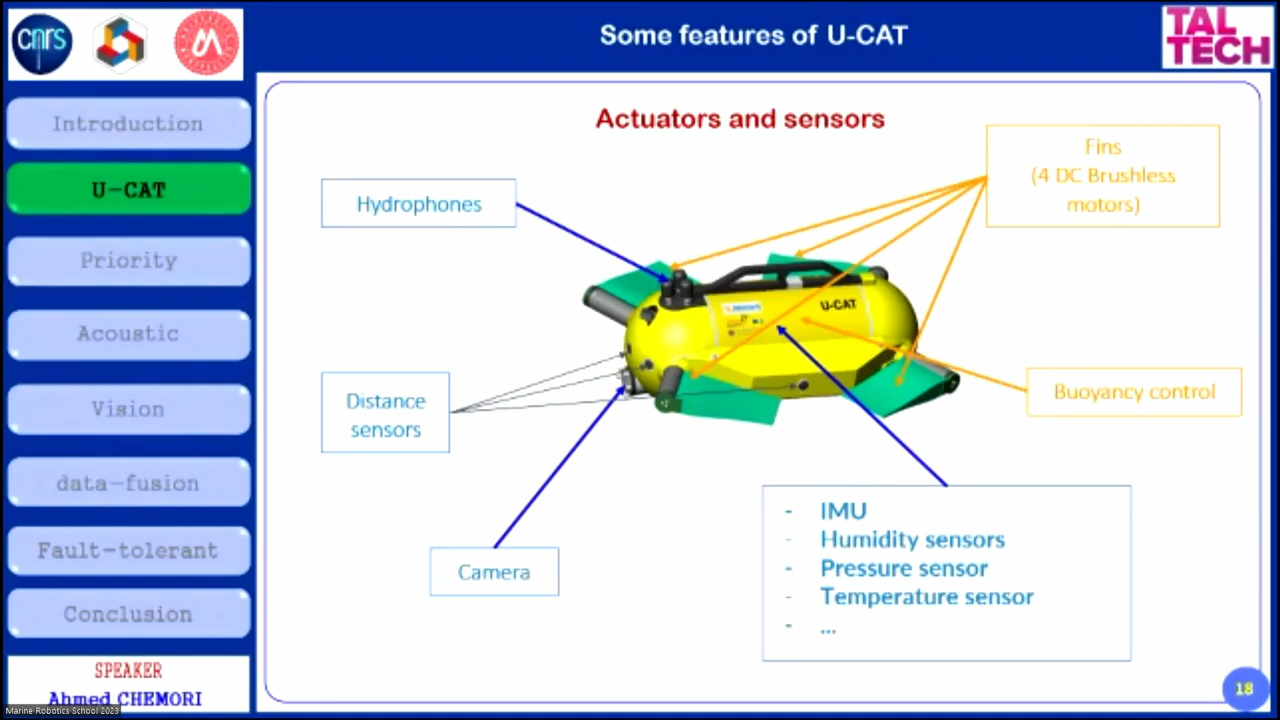 cnrs
Some features of U-CAT
TAL
TECH
Introduction
U-CAT
Priority
Acoustic
Vision
data-fusion
Fault-tolerant
Conclusion
SPEAKER
Ahmed CHEMORI
Marine Robotics School 2023
Actuators and sensors
Hydrophones
Fins
(4 DC Brushless
motors)
U-CAT
Distance
sensors
Buoyancy control
Camera
- IMU
- Humidity sensors
- Pressure sensor
- Temperature sensor
- ...
18